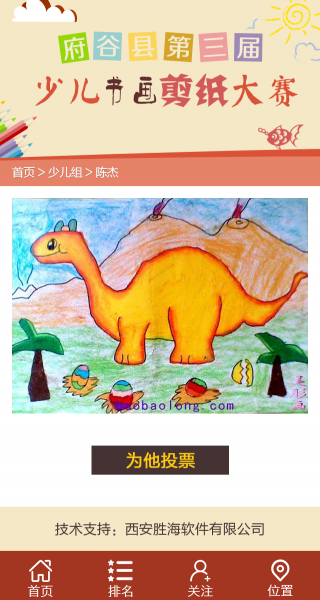 府谷县第三届
少儿书画剪纸大赛
首页 > 少儿组 > 陈杰
baobaolong.com
为他投票
技术支持：西安胜海软件有限公司
首页 排名 关注 位置